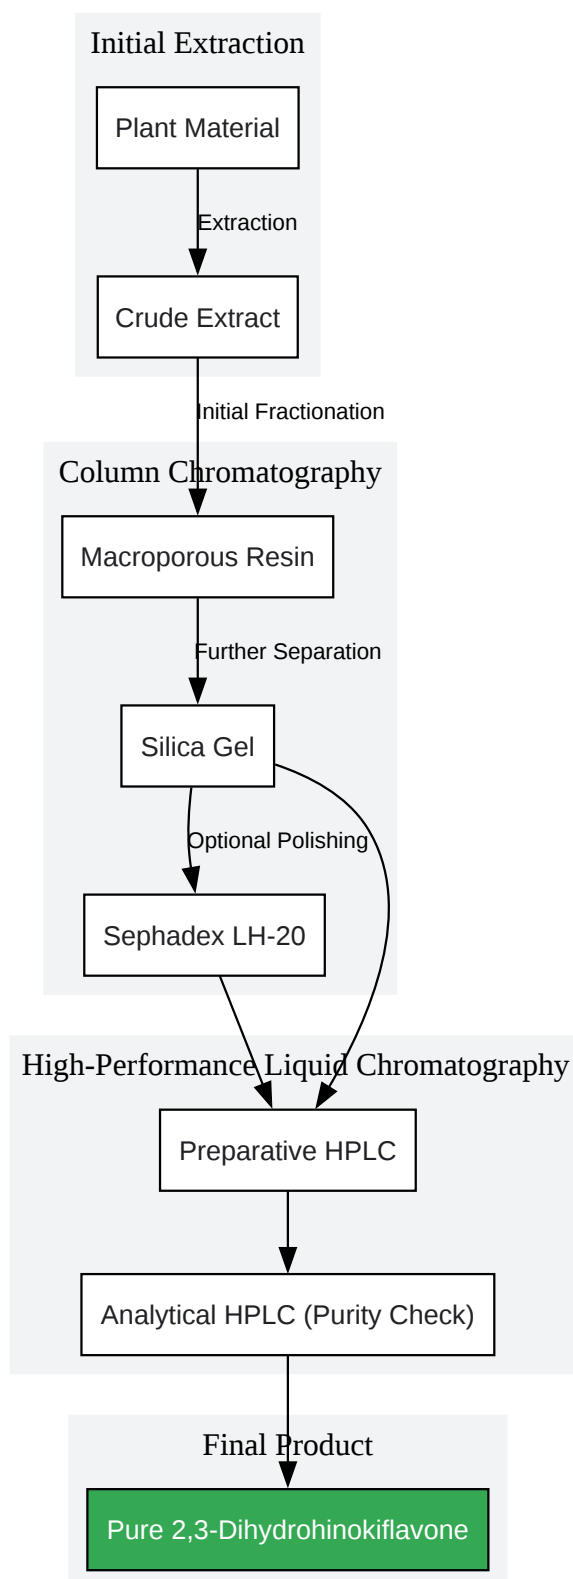 Initial Extraction
Plant Material
Extraction
Crude Extract
Initial Fractionation
Column Chromatography
Macroporous Resin
Further Separation
Silica Gel
Optional Polishing
Sephadex LH-20
High-Performance Liquid Chromatography
Preparative HPLC
Analytical HPLC (Purity Check)
Final Product
Pure 2,3-Dihydrohinokiflavone